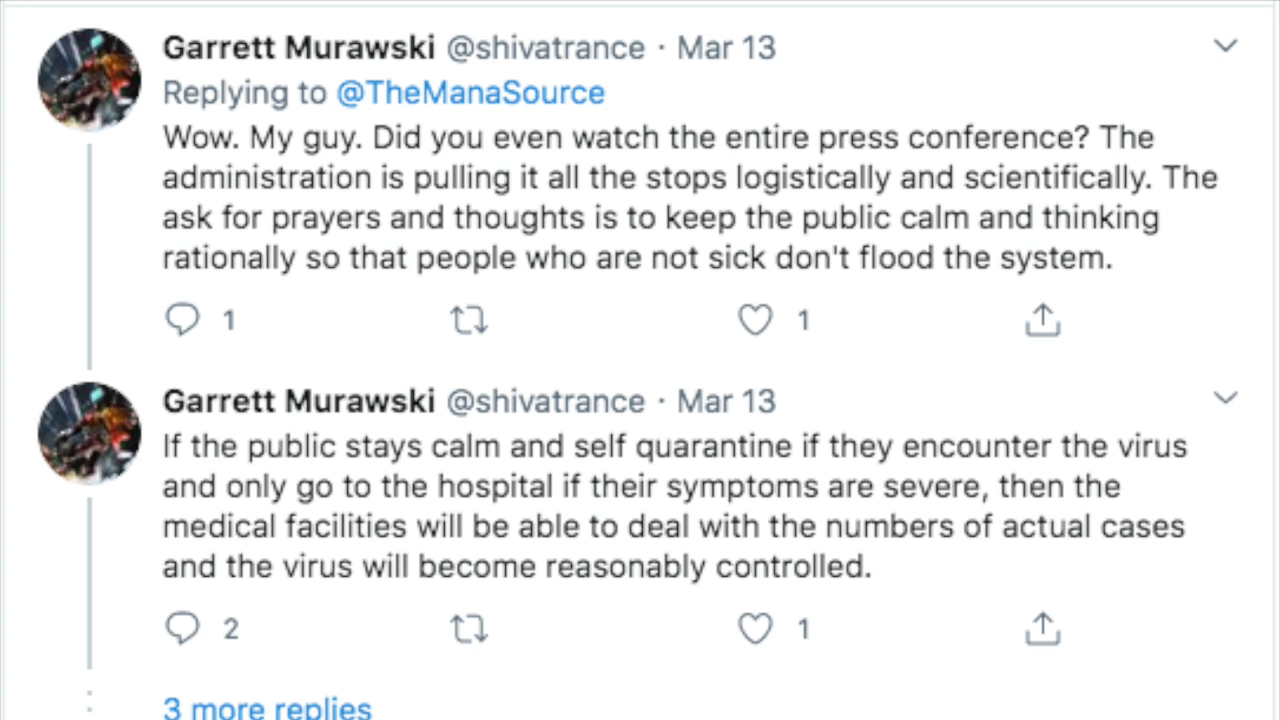 Garrett Murawski @shivatrance · Mar 13
Replying to @TheManaSource
Wow. My guy. Did you even watch the entire press conference? The
administration is pulling it all the stops logistically and scientifically. The
ask for prayers and thoughts is to keep the public calm and thinking
rationally so that people who are not sick don't flood the system.
1 1
Garrett Murawski @shivatrance · Mar 13
If the public stays calm and self quarantine if they encounter the virus
and only go to the hospital if their symptoms are severe, then the
medical facilities will be able to deal with the numbers of actual cases
and the virus will become reasonably controlled.
2 1
3 more replies